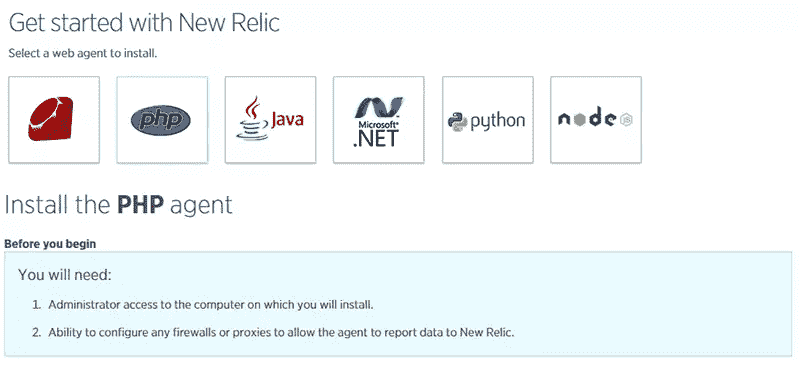 Get started with New Relic
Select a web agent to install.
php
Java
Microsoft®
.NET
python
node
JS
Install the PHP agent
Before you begin
You will need:
1. Administrator access to the computer on which you will install.
2. Ability to configure any firewalls or proxies to allow the agent to report data to New Relic.